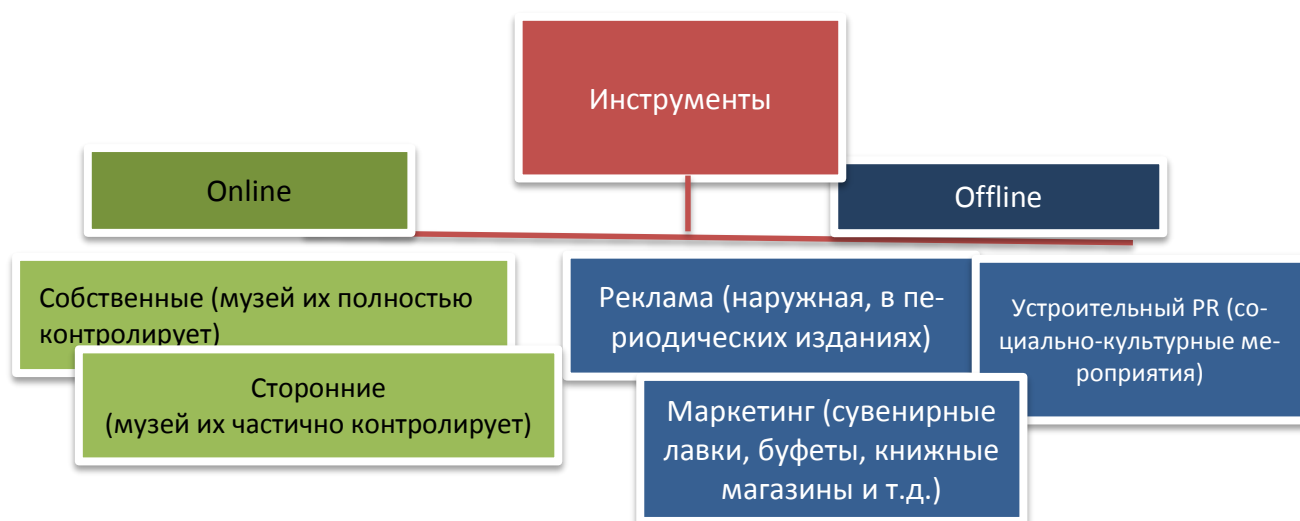 Инструменты
Online
Offline
Собственные (музей их полностью
контролирует)
Сторонние
(музей их частично контролирует)
Реклама (наружная, в пе-
риодических изданиях)
Маркетинг (сувенирные
лавки, буфеты, книжные
магазины и т.д.)
Устроительный PR (со-
циально-культурные ме-
роприятия)